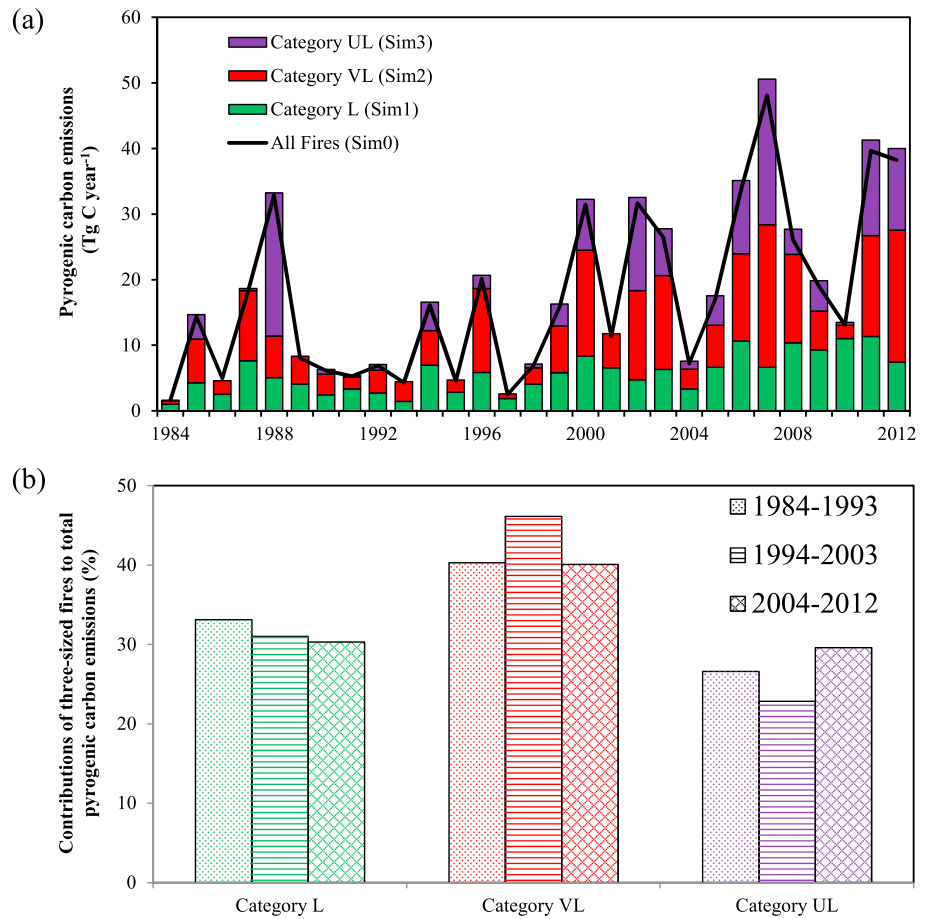 (a)
60
50
40
30
20
10
0
Pyrogenic carbon emissions
(Tg C year-1)
Category UL (Sim3)
Category VL (Sim2)
Category L (Sim1)
All Fires (Sim0)
1984 1988 1992 1996 2000 2004 2008 2012
(b)
50
40
30
20
10
0
Contributions of three-sized fires to total
pyrogenic carbon emissions (%)
1984-1993
1994-2003
2004-2012
Category L Category VL Category UL